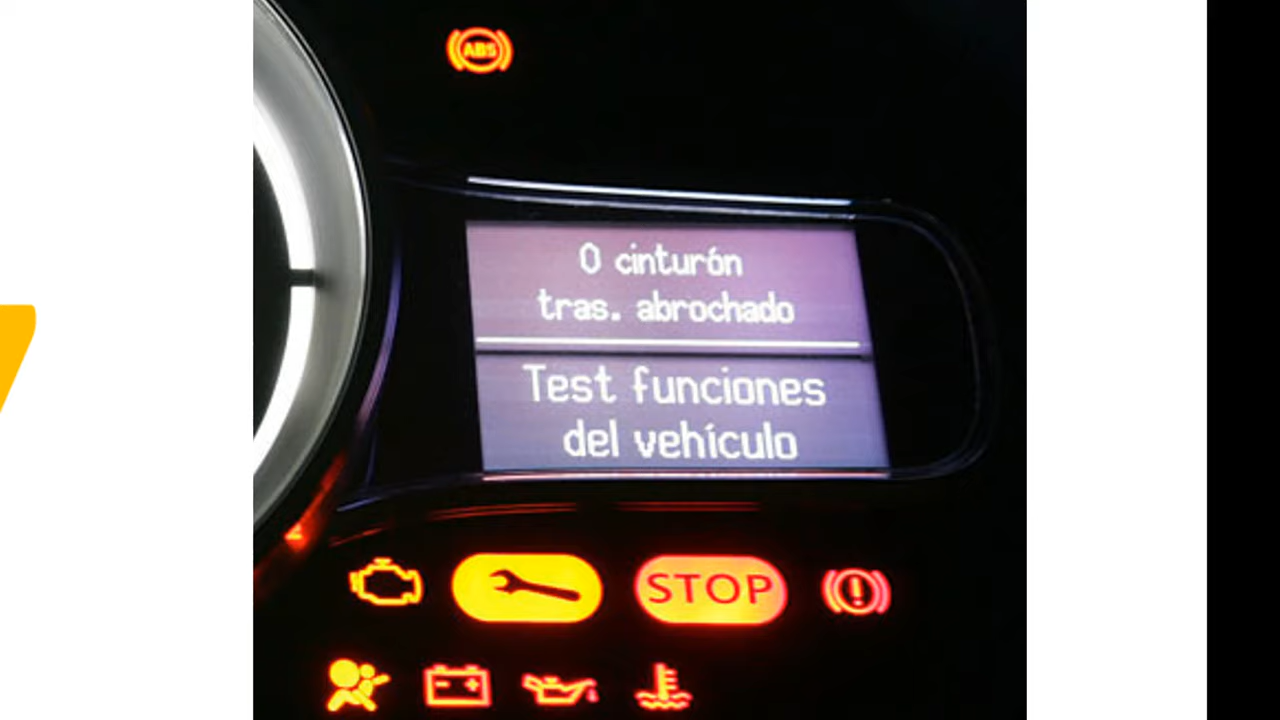 ABS
0 cinturón
tras. abrochado
Test funciones
del vehículo
STOP